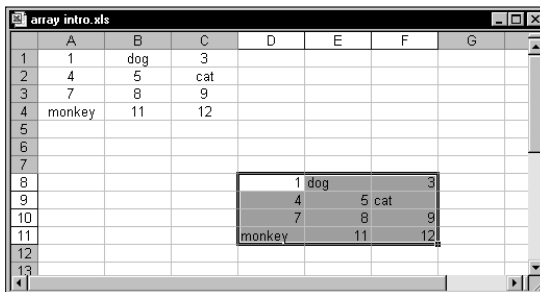 array intro.xls
A B C D E F G
1 1 dog 3
2 4 5 cat
3 7 8 9
4 monkey 11 12
5
6
7
8 1 dog 3
9 4 5 cat
10 7 8 9
11 monkey 11 12
12
13